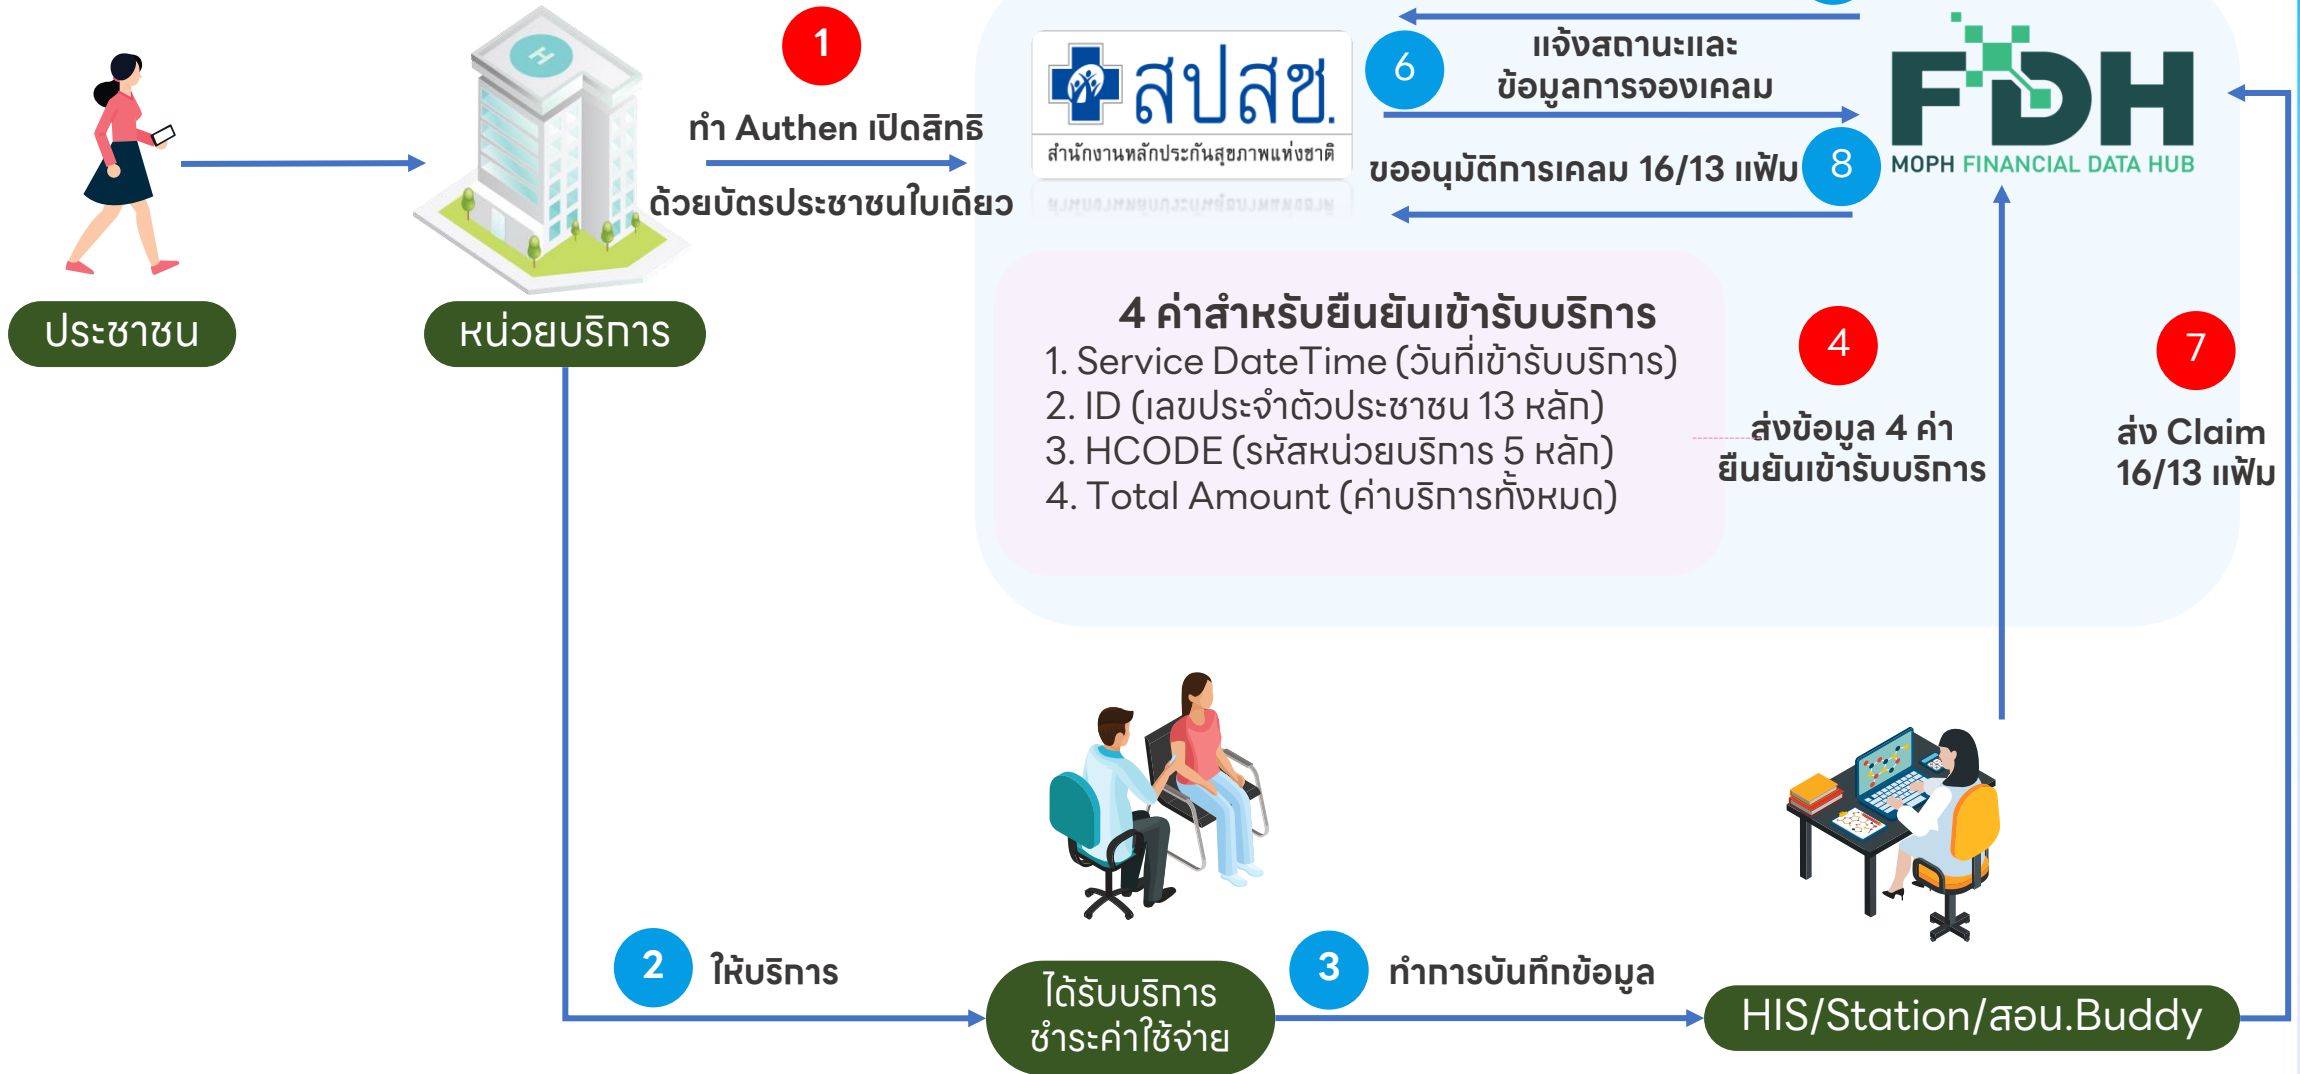 1
ทำ Authen เปิดสิทธิ
ด้วยบัตรประชาชนใบเดียว
H
สปสช.
สำนักงานหลักประกันสุขภาพแห่งชาติ
6
แจ้งสถานะและ
ข้อมูลการจองเคลม
ขออนุมัติการเคลม 16/13 แฟ้ม
8
FDH
MOPH FINANCIAL DATA HUB
ประชาชน
หน่วยบริการ
4 ค่าสำหรับยืนยันเข้ารับบริการ
1. Service DateTime (วันที่เข้ารับบริการ)
2. ID (เลขประจำตัวประชาชน 13 หลัก)
3. HCODE (รหัสหน่วยบริการ 5 หลัก)
4. Total Amount (ค่าบริการทั้งหมด)
4
ส่งข้อมูล 4 ค่า
ยืนยันเข้ารับบริการ
7
ส่ง Claim
16/13 แฟ้ม
2
ให้บริการ
ได้รับบริการ
ชำระค่าใช้จ่าย
3
ทำการบันทึกข้อมูล
HIS/Station/สอน.Buddy